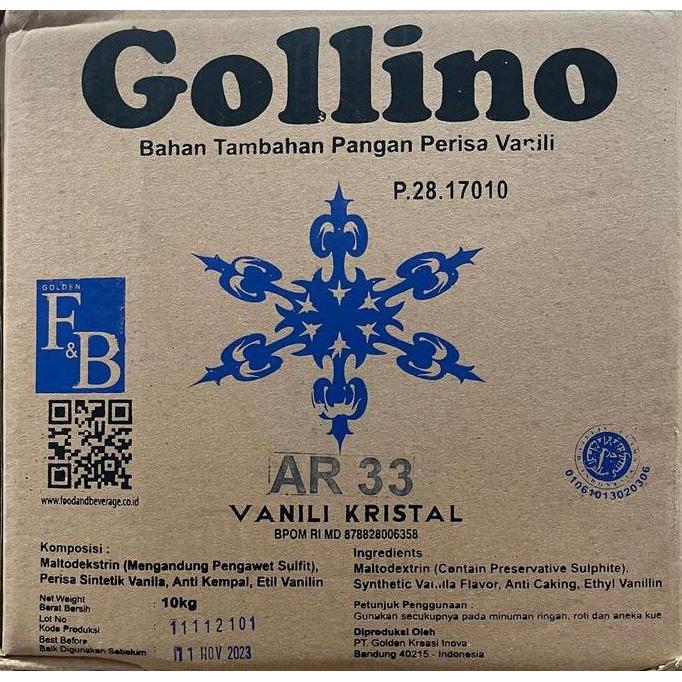 Gollino
Bahan Tambahan Pangan Perisa Vanili
P.28.17010
GOLDEN
F&B
www.foodandbeverage.co.id
01061013020306
AR 33
VANILI KRISTAL
BPOM RI MD 878828006358
Komposisi :
Maltodekstrin (Mengandung Pengawet Sulfit),
Perisa Sintetik Vanila, Anti Kempal, Etil Vanilin
Ingredients
Maltodextrin (Contain Preservative Sulphite),
Synthetic Vanilla Flavor, Anti Caking, Ethyl Vanillin
Net Weight
Berat Bersih : 10kg
Lot No
Kode Produksi : 11112101
Best Before
Baik Digunakan Sebelum : 11 NOV 2023
Petunjuk Penggunaan :
Gunakan secukupnya pada minuman ringan, roti dan aneka kue
Diproduksi Oleh
PT. Golden Kreasi Inova
Bandung 40215 - Indonesia